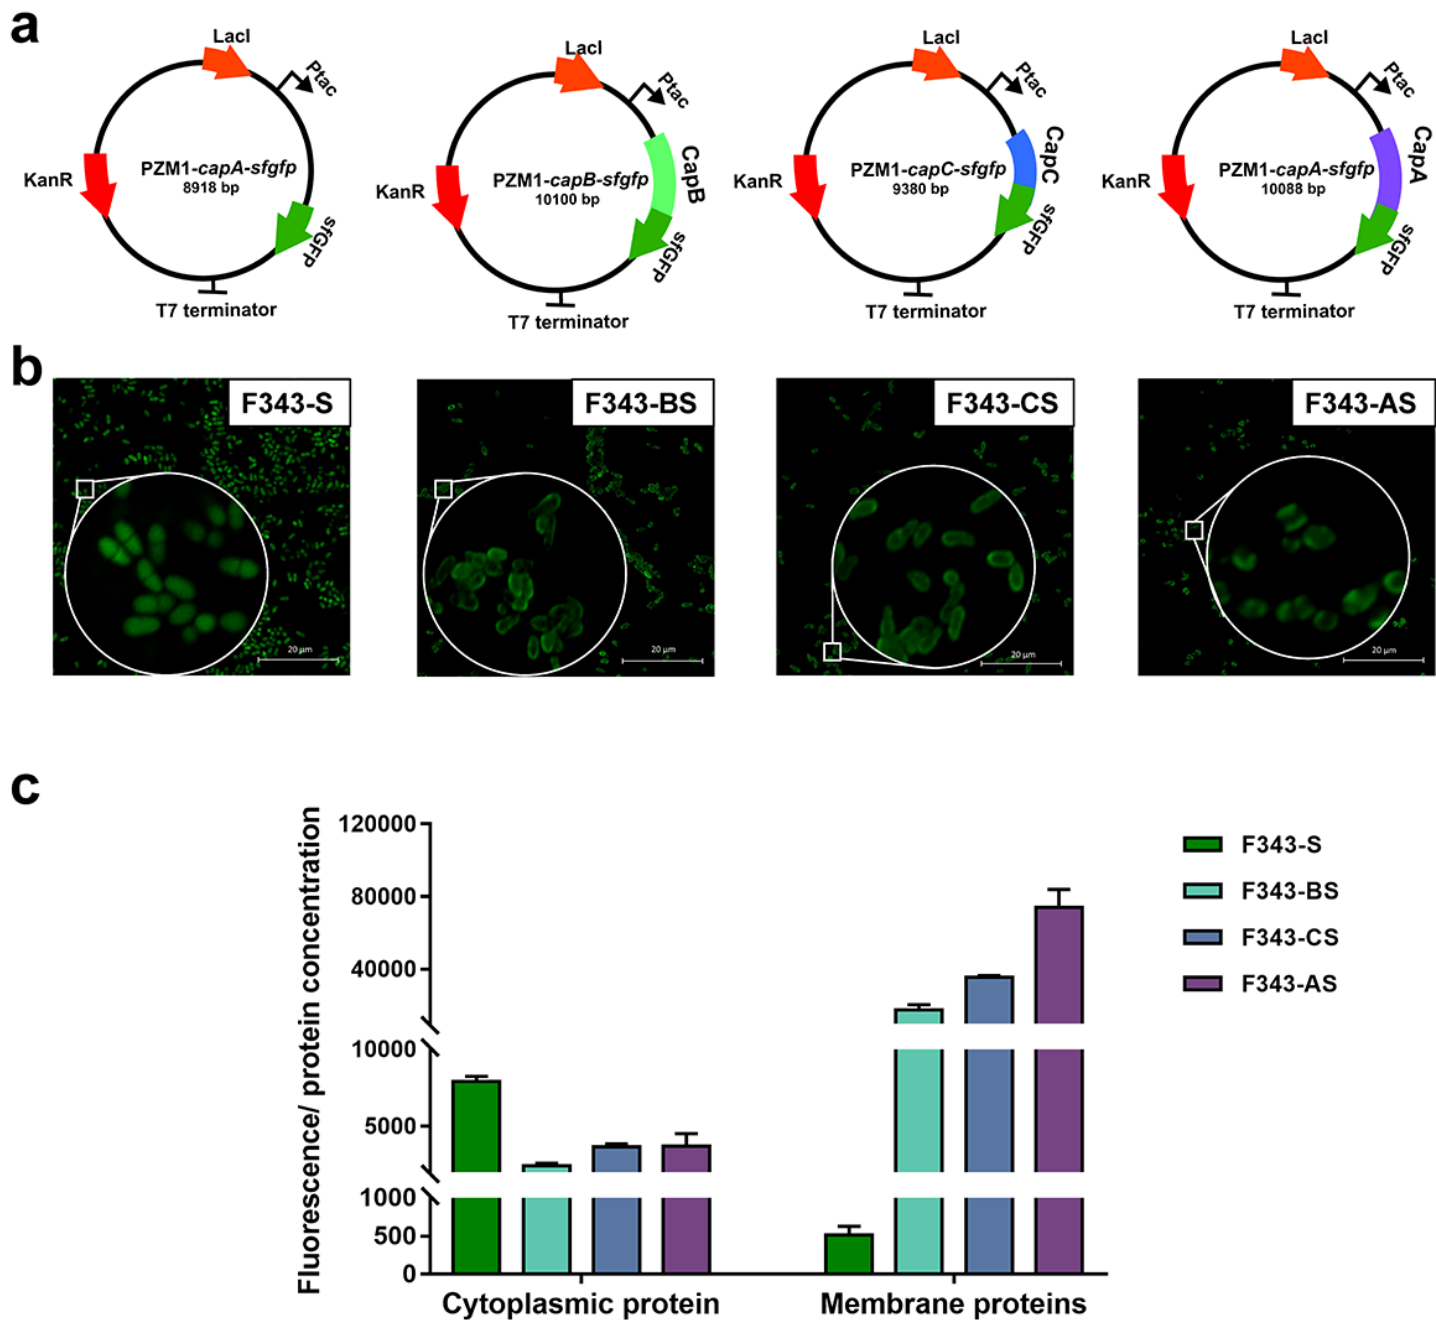 a
LacI
Ptac
KanR
PZM1-capA-sfgfp
8918 bp
sfGFP
T7 terminator
LacI
Ptac
KanR
PZM1-capB-sfgfp
10100 bp
CapB
sfGFP
T7 terminator
LacI
Ptac
KanR
PZM1-capC-sfgfp
9380 bp
CapC
sfGFP
T7 terminator
LacI
Ptac
KanR
PZM1-capA-sfgfp
10088 bp
CapA
sfGFP
T7 terminator
b
F343-S
20 µm
F343-BS
20 µm
F343-CS
20 µm
F343-AS
20 µm
c
Fluorescence/ protein concentration
120000
80000
40000
10000
5000
1000
500
0
Cytoplasmic protein
Membrane proteins
F343-S
F343-BS
F343-CS
F343-AS